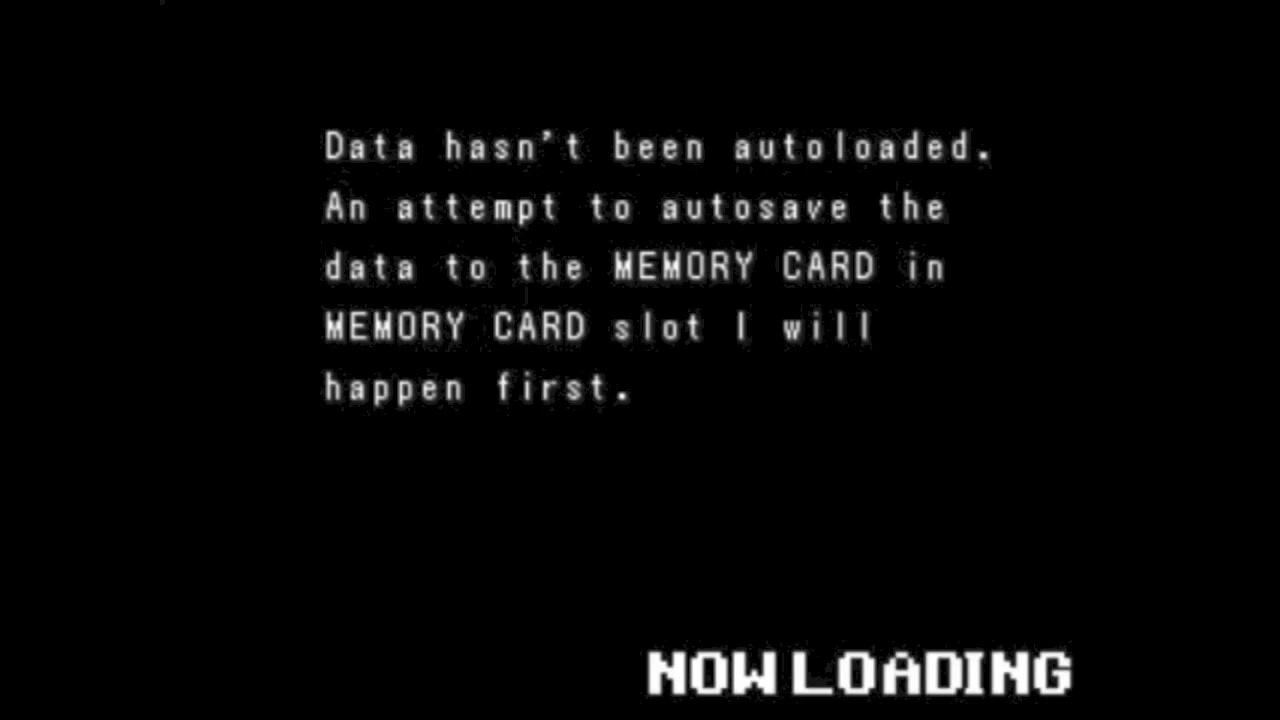 Data hasn't been autoloaded.
An attempt to autosave the
data to the MEMORY CARD in
MEMORY CARD slot 1 will
happen first.
NOW LOADING